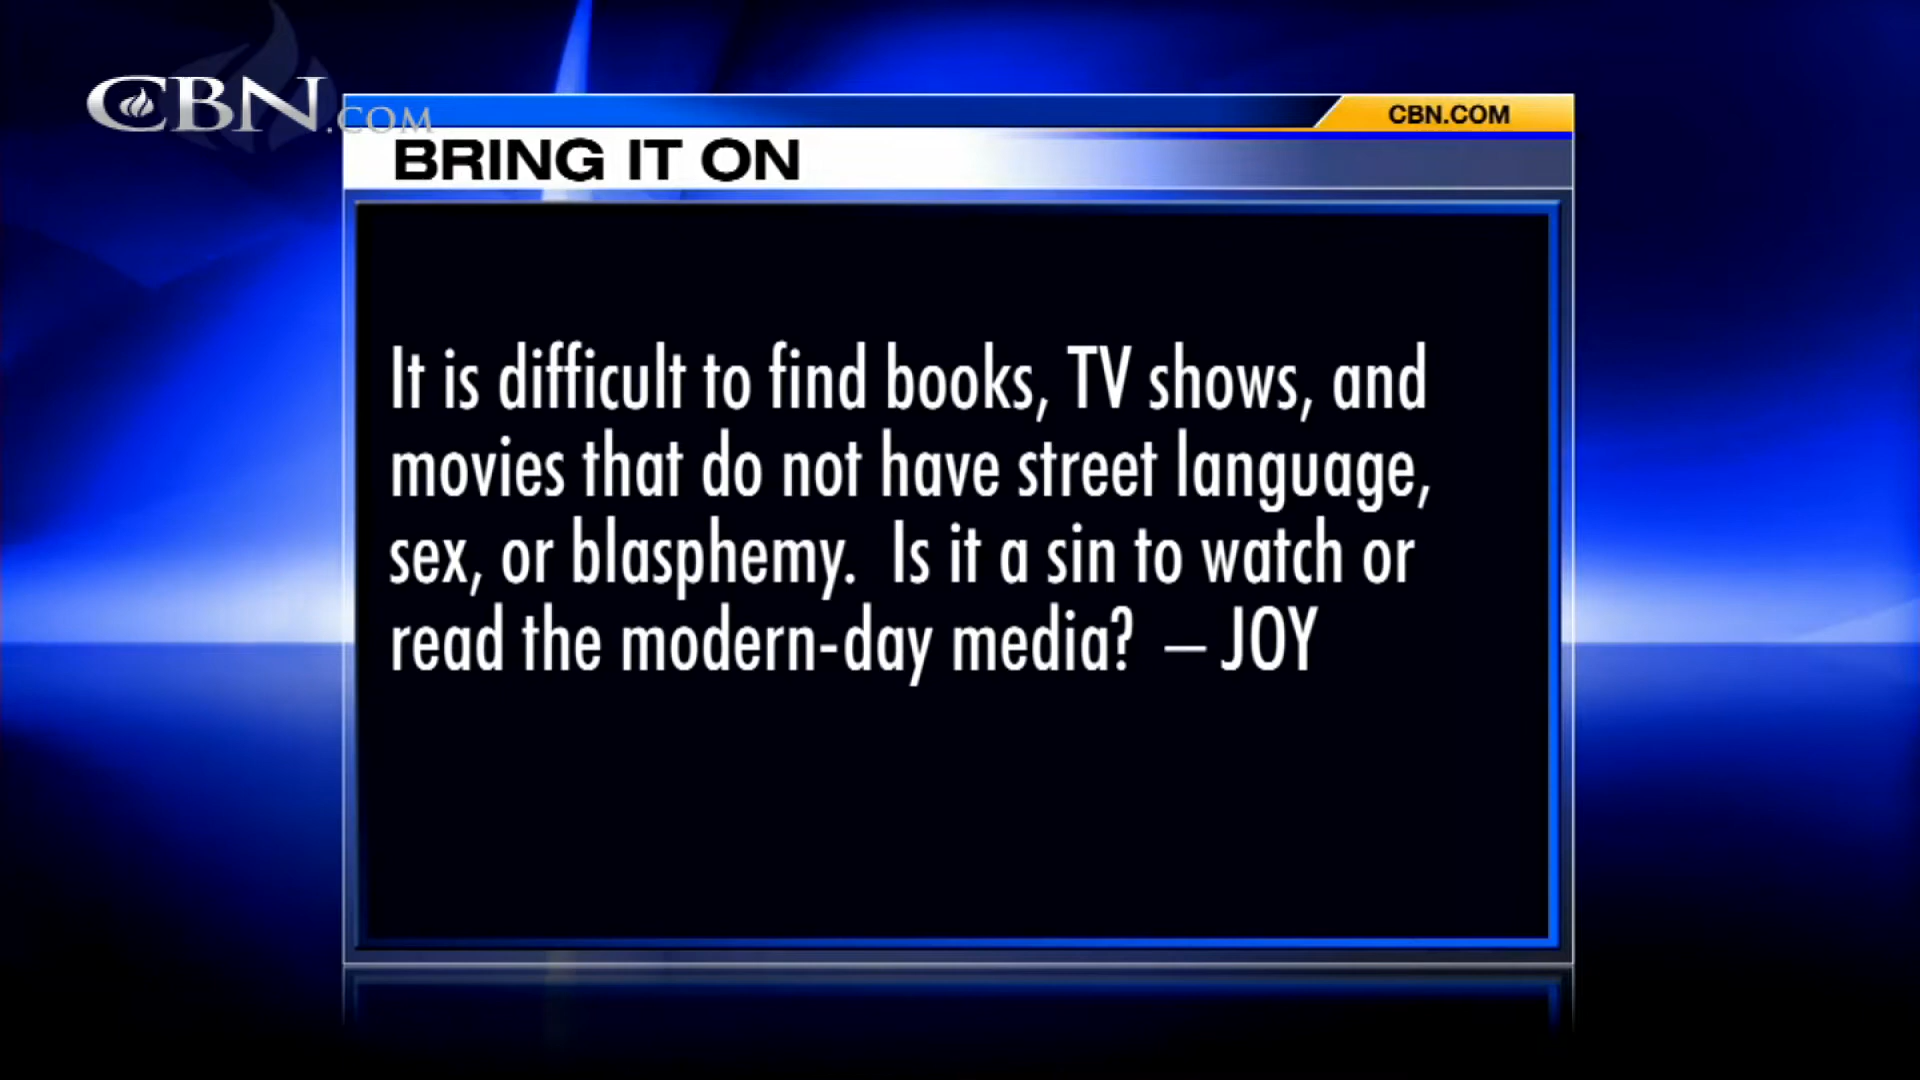 CBN.COM
CBN.COM
BRING IT ON
It is difficult to find books, TV shows, and
movies that do not have street language,
sex, or blasphemy.  Is it a sin to watch or
read the modern-day media?  – JOY